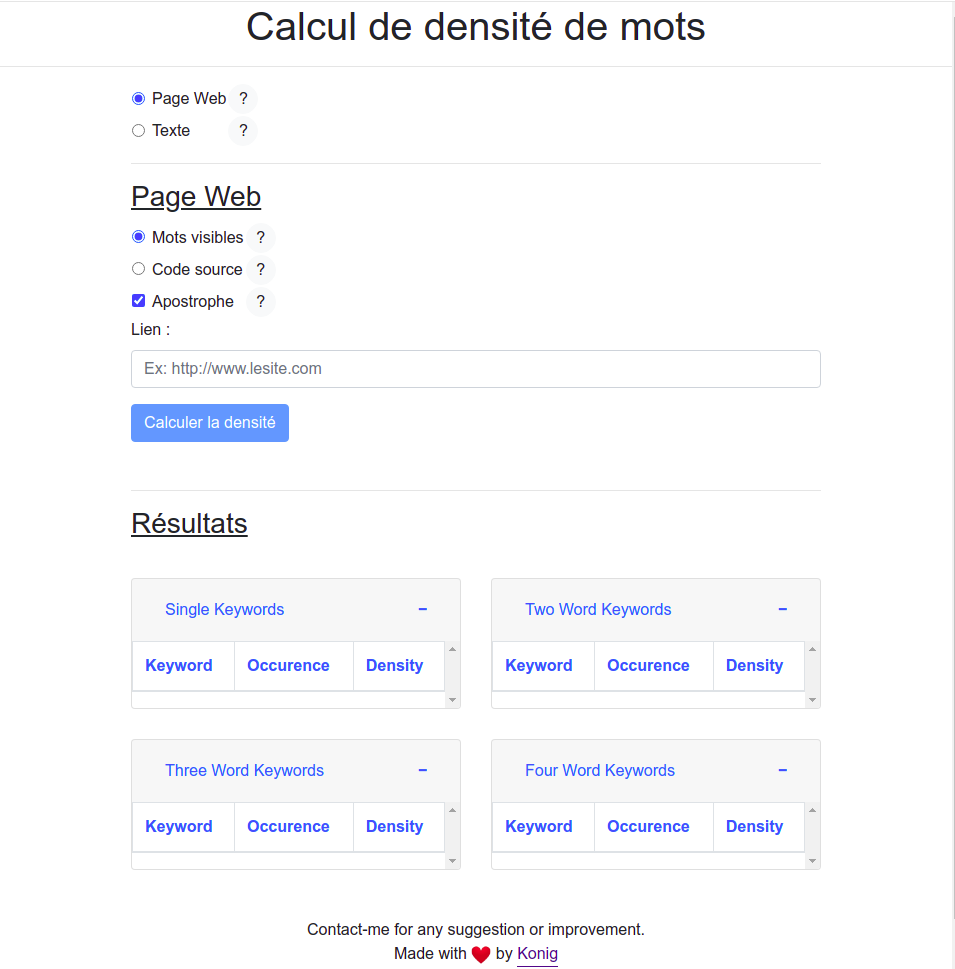 Calcul de densité de mots
Page Web ?
Texte ?
Page Web
Mots visibles ?
Code source ?
Apostrophe ?
Lien :
Ex: http://www.lesite.com
Calculer la densité
Résultats
Single Keywords −
Keyword Occurence Density
Two Word Keywords −
Keyword Occurence Density
Three Word Keywords −
Keyword Occurence Density
Four Word Keywords −
Keyword Occurence Density
Contact-me for any suggestion or improvement.
Made with ❤ by Konig